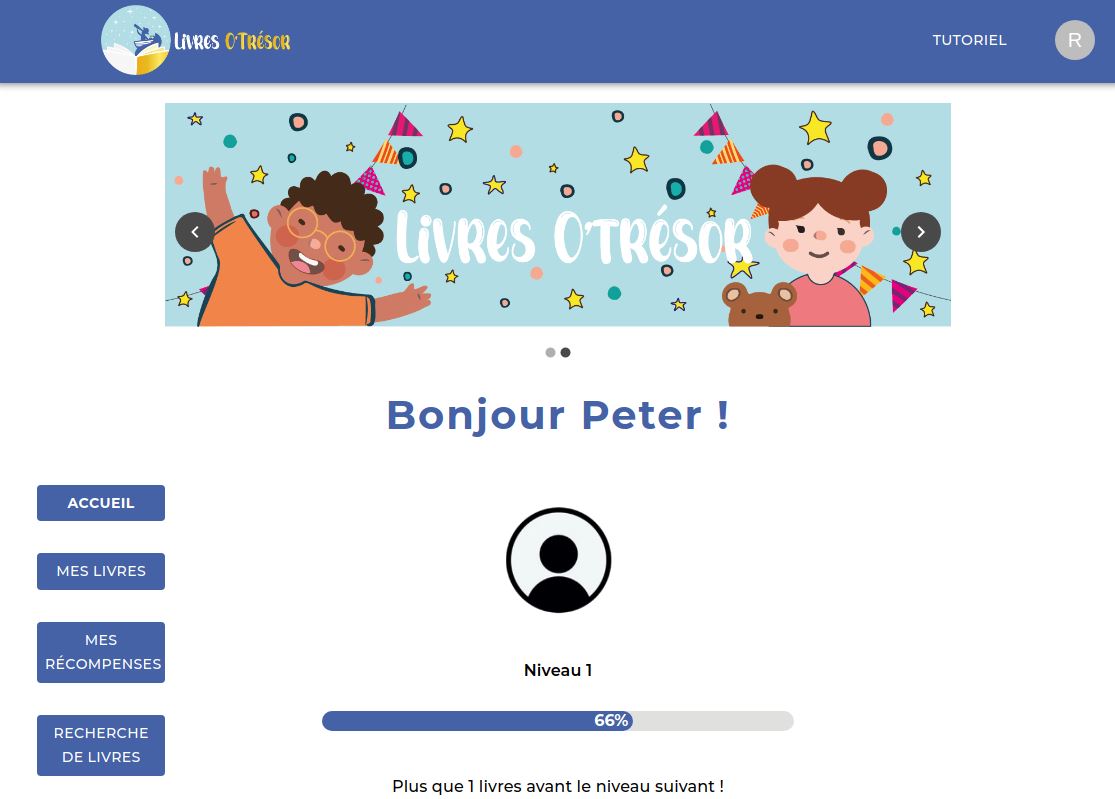 Livres O'Trésor
TUTORIEL
R
Livres O'Trésor
Bonjour Peter !
ACCUEIL
MES LIVRES
MES
RÉCOMPENSES
RECHERCHE
DE LIVRES
Niveau 1
66%
Plus que 1 livres avant le niveau suivant !